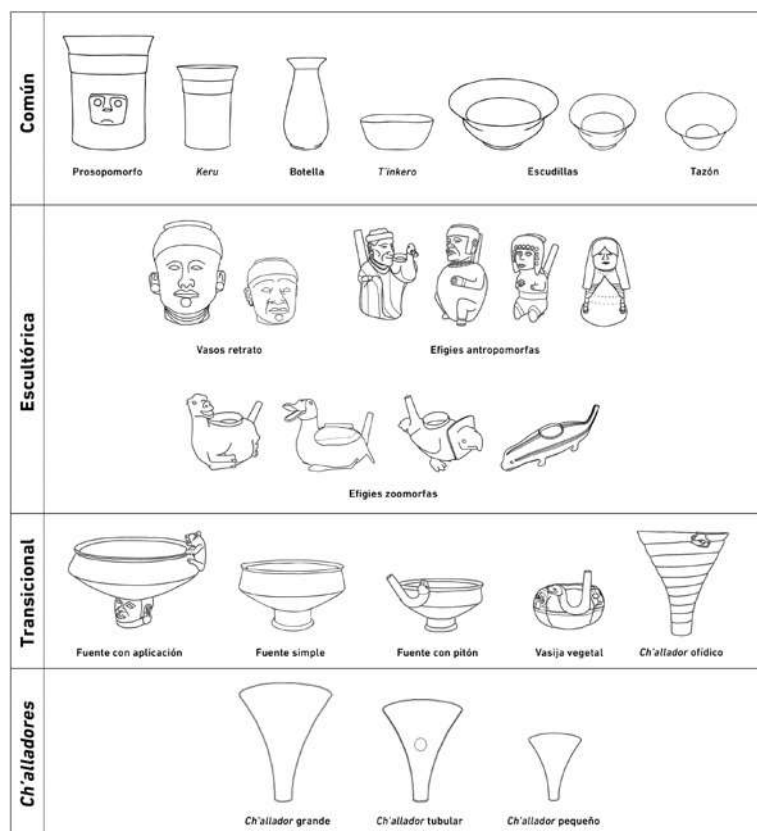 Común
Prosopomorfo
Keru
Botella
T'inkero
Escudillas
Tazón
Escultórica
Vasos retrato
Efigies antropomorfas
Efigies zoomorfas
Transicional
Fuente con aplicación
Fuente simple
Fuente con pitón
Vasija vegetal
Ch'allador ofídico
Ch'alladores
Ch'allador grande
Ch'allador tubular
Ch'allador pequeño